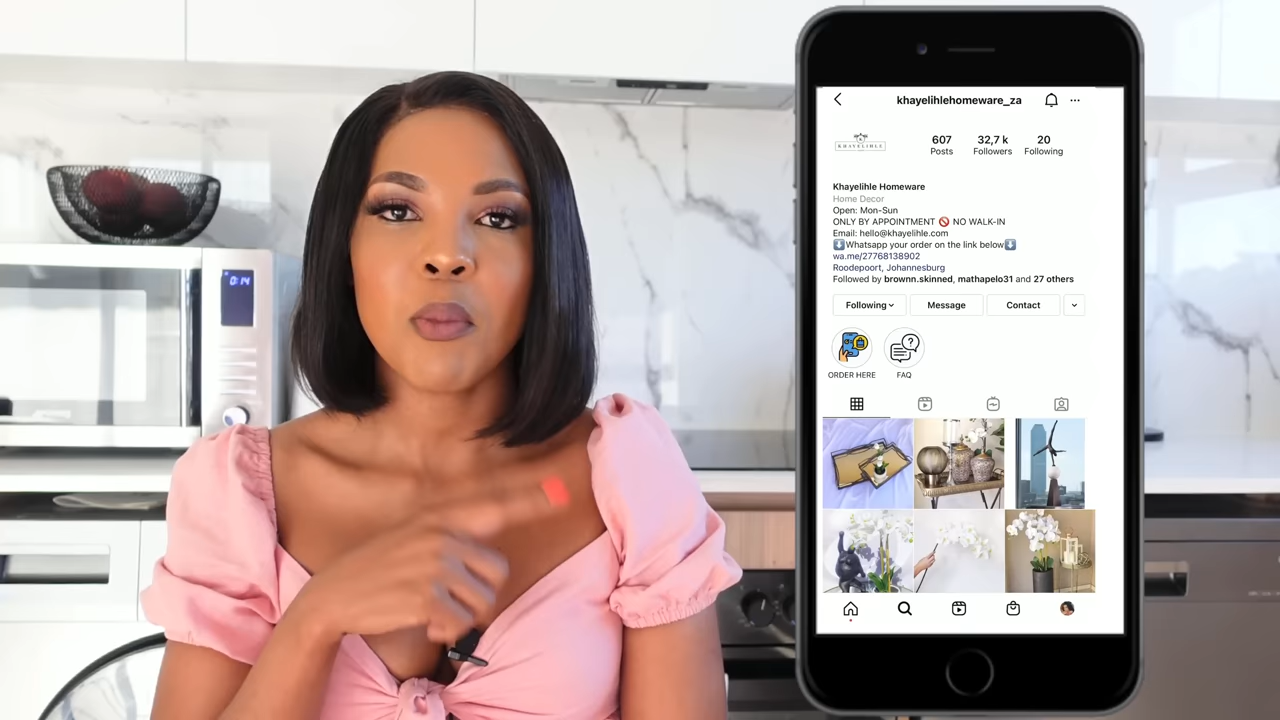 0:14
khayelihlehomeware_za
KHAYELIHLE
607
Posts
32,7 k
Followers
20
Following
Khayelihle Homeware
Home Decor
Open: Mon-Sun
ONLY BY APPOINTMENT 🚫 NO WALK-IN
Email: hello@khayelihle.com
⬇️Whatsapp your order on the link below⬇️
wa.me/27768138902
Roodepoort, Johannesburg
Followed by brownn.skinned, mathapelo31 and 27 others
Following
Message
Contact
ORDER HERE
FAQ